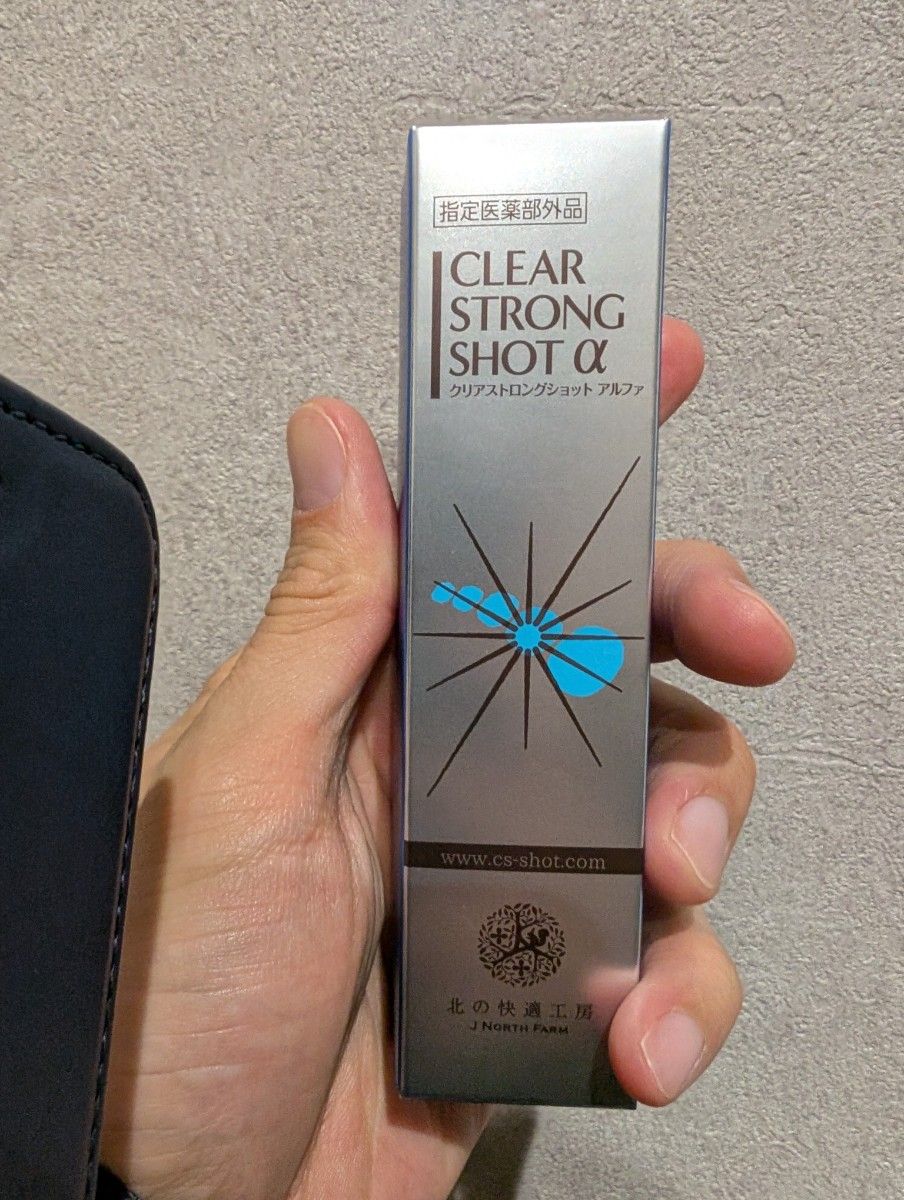 指定医薬部外品
CLEAR
STRONG
SHOT α
クリアストロングショット アルファ
www.cs-shot.com
北の快適工房
J NORTH FARM